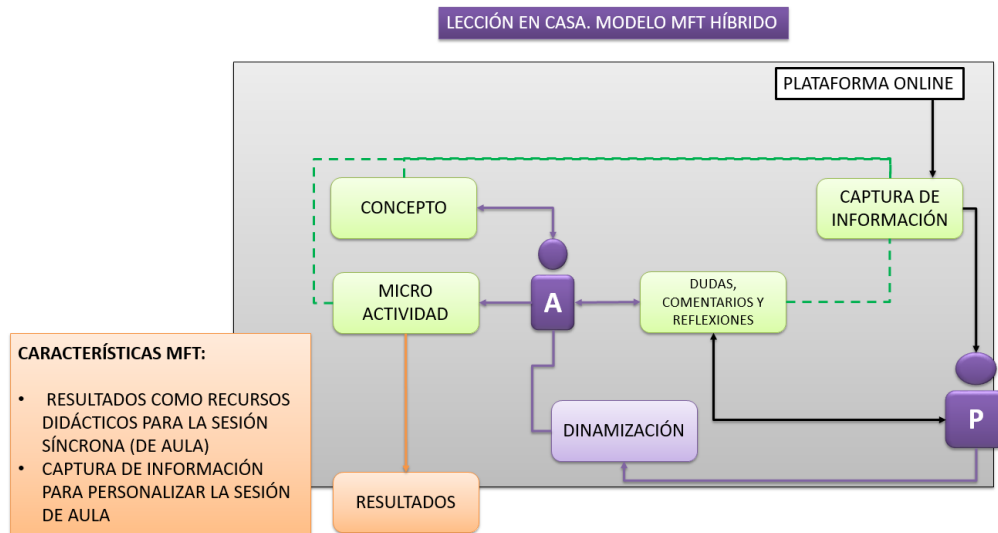 LECCIÓN EN CASA. MODELO MFT HÍBRIDO
PLATAFORMA ONLINE
CONCEPTO
CAPTURA DE
INFORMACIÓN
MICRO
ACTIVIDAD
A
DUDAS,
COMENTARIOS Y
REFLEXIONES
CARACTERÍSTICAS MFT:
• RESULTADOS COMO RECURSOS
DIDÁCTICOS PARA LA SESIÓN
SÍNCRONA (DE AULA)
• CAPTURA DE INFORMACIÓN
PARA PERSONALIZAR LA SESIÓN
DE AULA
DINAMIZACIÓN
P
RESULTADOS